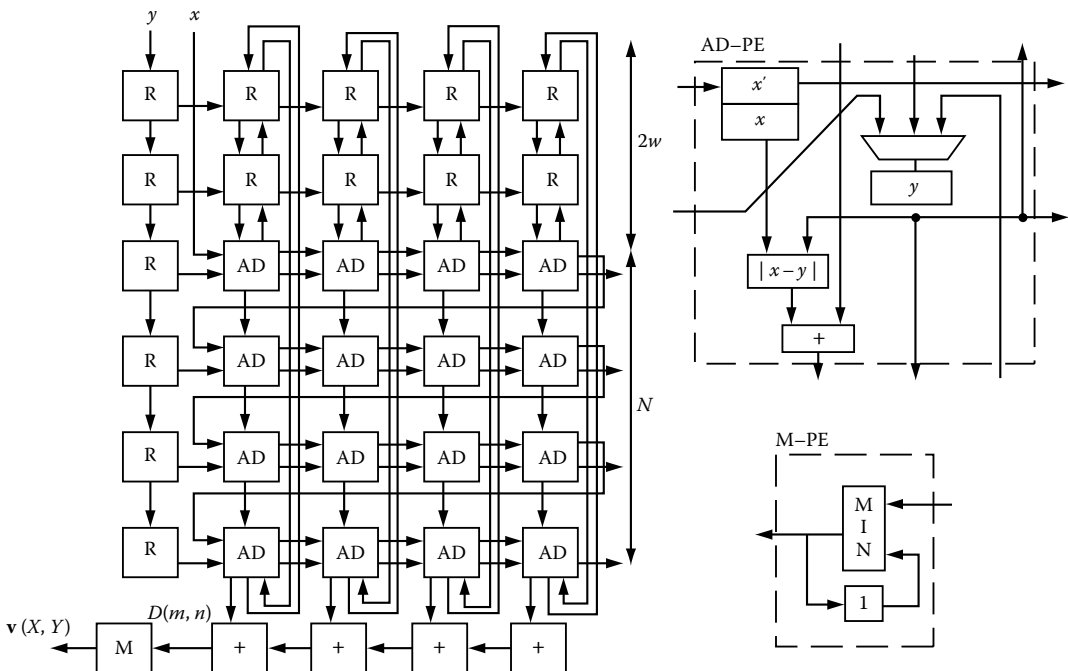 y x
R R R R R
2w
R R R R R
R AD AD AD AD
R AD AD AD AD
N
R AD AD AD AD
R AD AD AD AD
D(m, n)
v (X, Y)
M + + + +
AD–PE
x′
x
y
| x – y |
+
M–PE
M
I
N
1